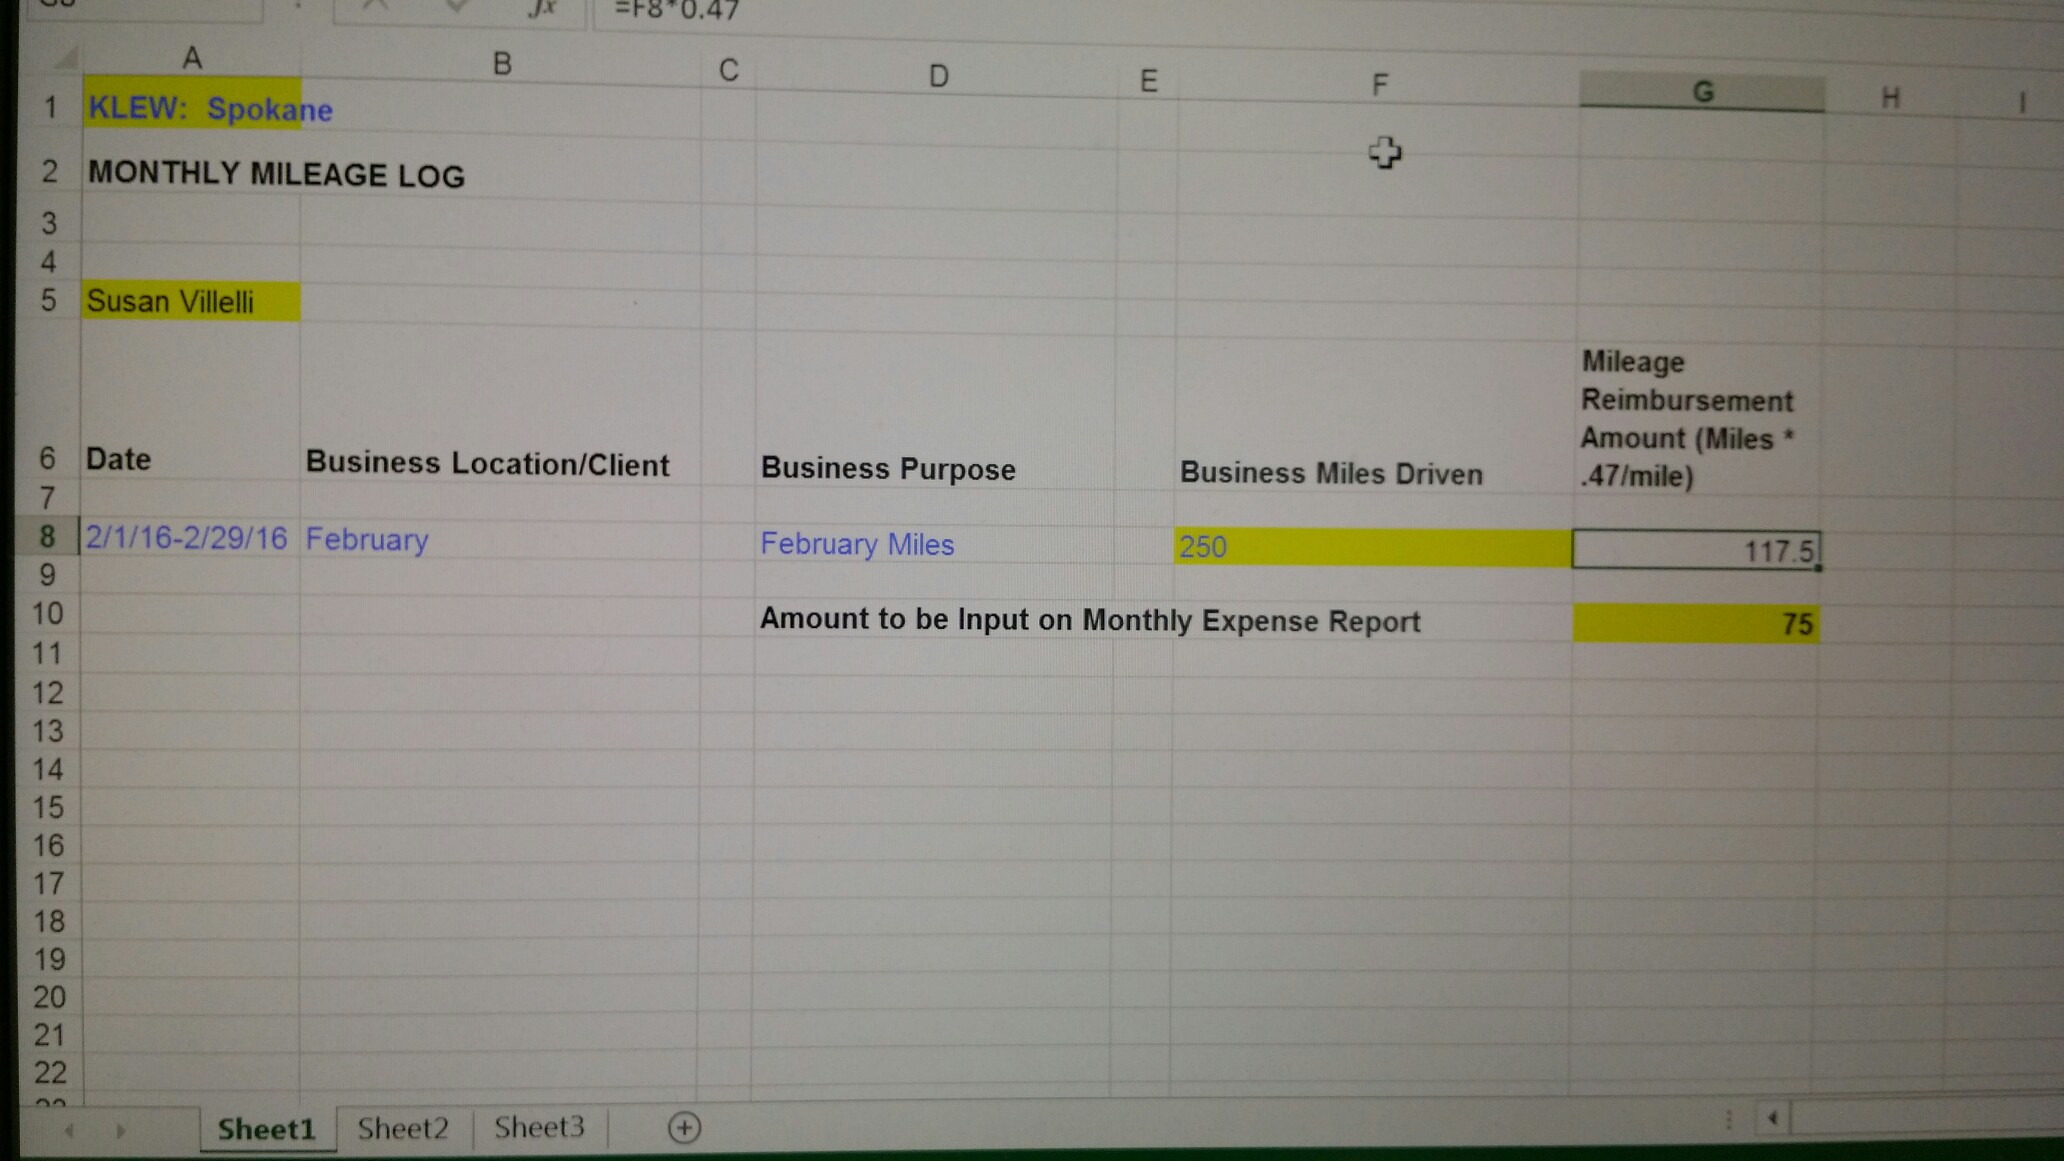 =F8*0.47
A B C D E F G H I
1 KLEW: Spokane
2 MONTHLY MILEAGE LOG
3
4
5 Susan Villelli
Mileage
Reimbursement
Amount (Miles *
6 Date Business Location/Client Business Purpose Business Miles Driven .47/mile)
7
8 2/1/16-2/29/16 February February Miles 250 117.5
9
10 Amount to be Input on Monthly Expense Report 75
11
12
13
14
15
16
17
18
19
20
21
22
Sheet1 Sheet2 Sheet3